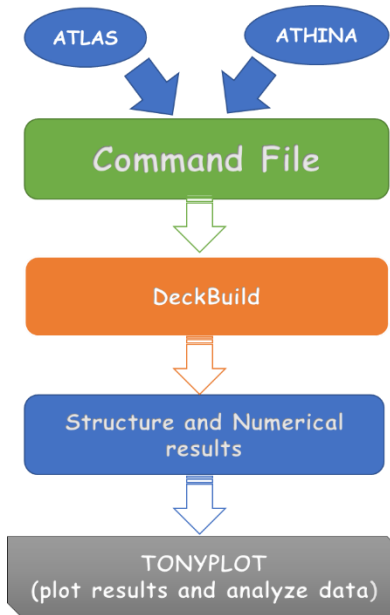 ATLAS
ATHINA
Command File
DeckBuild
Structure and Numerical
results
TONYPLOT
(plot results and analyze data)